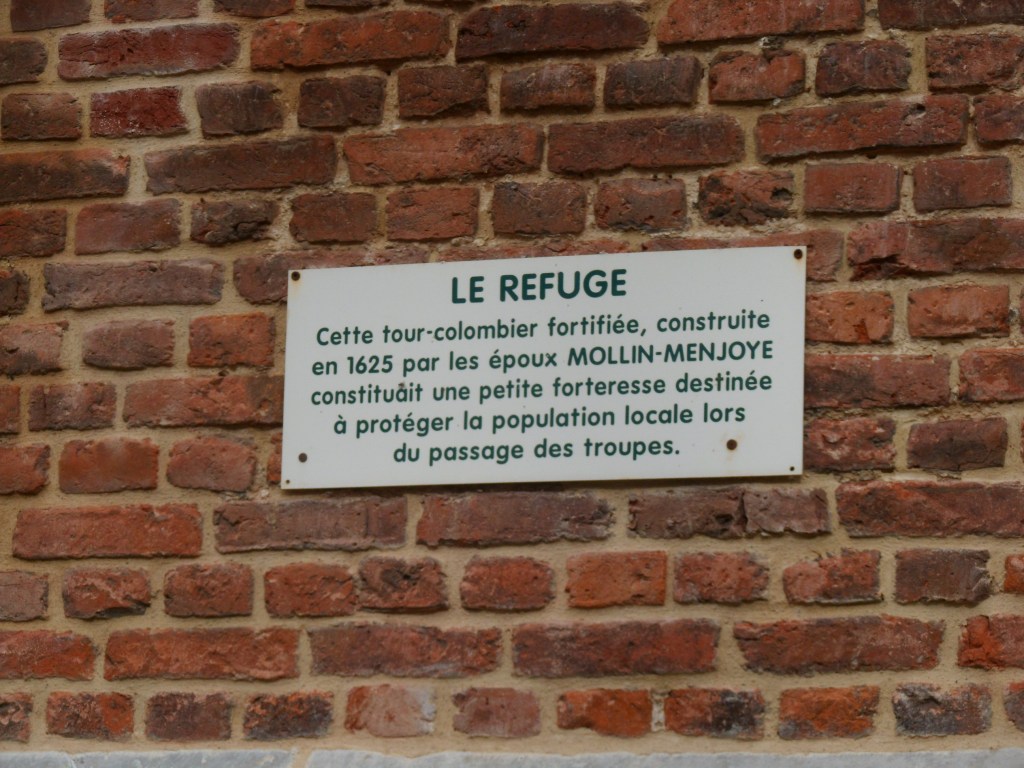 LE REFUGE
Cette tour-colombier fortifiée, construite
en 1625 par les époux MOLLIN-MENJOYE
constituait une petite forteresse destinée
à protéger la population locale lors
du passage des troupes.